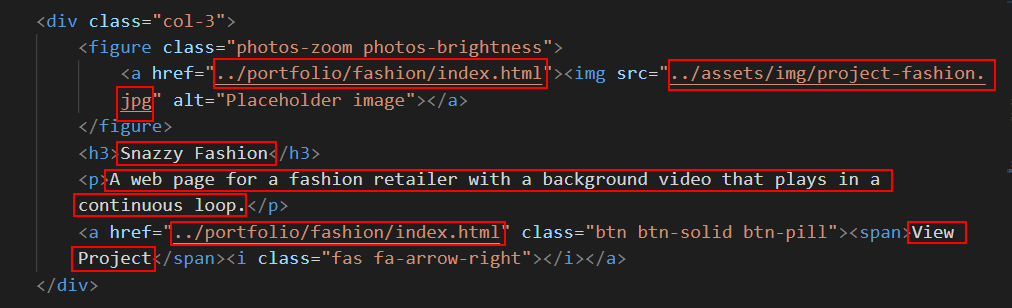 <div class="col-3">
<figure class="photos-zoom photos-brightness">
<a href="../portfolio/fashion/index.html"><img src="../assets/img/project-fashion.
jpg" alt="Placeholder image"></a>
</figure>
<h3>Snazzy Fashion</h3>
<p>A web page for a fashion retailer with a background video that plays in a
continuous loop.</p>
<a href="../portfolio/fashion/index.html" class="btn btn-solid btn-pill"><span>View
Project</span><i class="fas fa-arrow-right"></i></a>
</div>